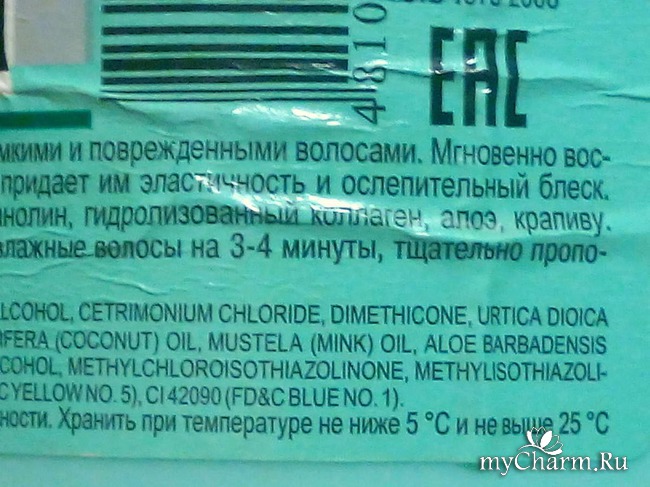 4810
EAC
мкими и поврежденными волосами. Мгновенно вос-
придает им эластичность и ослепительный блеск.
нолин, гидролизованный коллаген, алоэ, крапиву.
влажные волосы на 3-4 минуты, тщательно пропо-
LCOHOL, CETRIMONIUM CHLORIDE, DIMETHICONE, URTICA DIOICA
IFERA (COCONUT) OIL, MUSTELA (MINK) OIL, ALOE BARBADENSIS
COHOL, METHYLCHLOROISOTHIAZOLINONE, METHYLISOTHIAZOLI-
C YELLOW NO. 5), CI 42090 (FD&C BLUE NO. 1).
ности. Хранить при температуре не ниже 5 °C и не выше 25 °C
myCharm.Ru